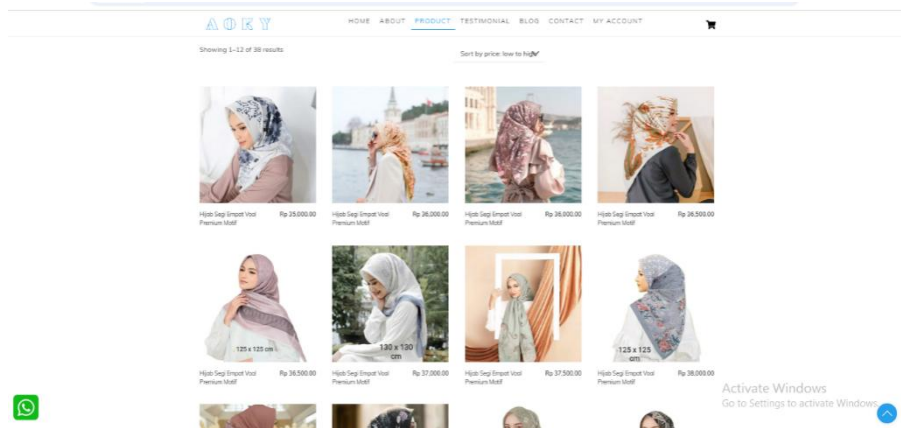 AOKY
HOME ABOUT PRODUCT TESTIMONIAL BLOG CONTACT MY ACCOUNT
Showing 1–12 of 38 results
Sort by price: low to high
Hijab Segi Empat Voal Premium Motif Rp 25,000.00
Hijab Segi Empat Voal Premium Motif Rp 36,000.00
Hijab Segi Empat Voal Premium Motif Rp 36,000.00
Hijab Segi Empat Voal Premium Motif Rp 36,500.00
125 x 125 cm
130 x 130
cm
125 x 125
cm
Hijab Segi Empat Voal Premium Motif Rp 36,500.00
Hijab Segi Empat Voal Premium Motif Rp 37,000.00
Hijab Segi Empat Voal Premium Motif Rp 37,500.00
Hijab Segi Empat Voal Premium Motif Rp 38,000.00
Activate Windows
Go to Settings to activate Windows.